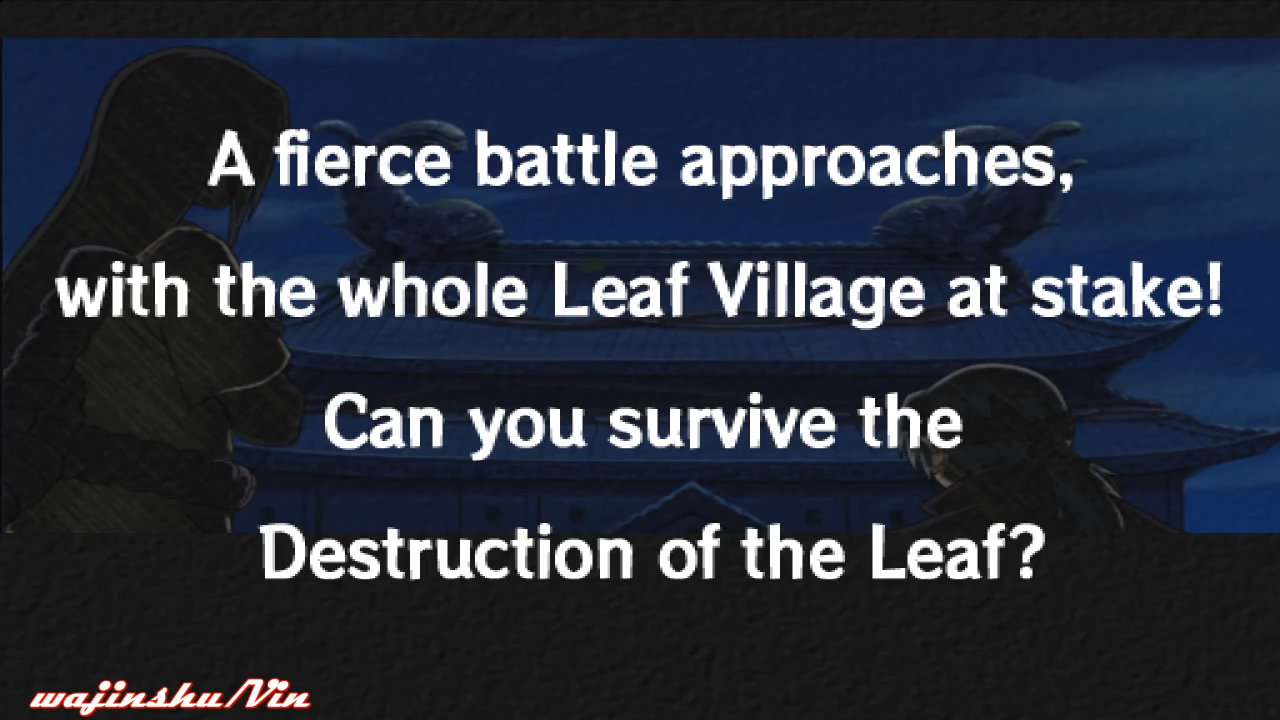 A fierce battle approaches,
with the whole Leaf Village at stake!
Can you survive the
Destruction of the Leaf?
wajinshu/Vin